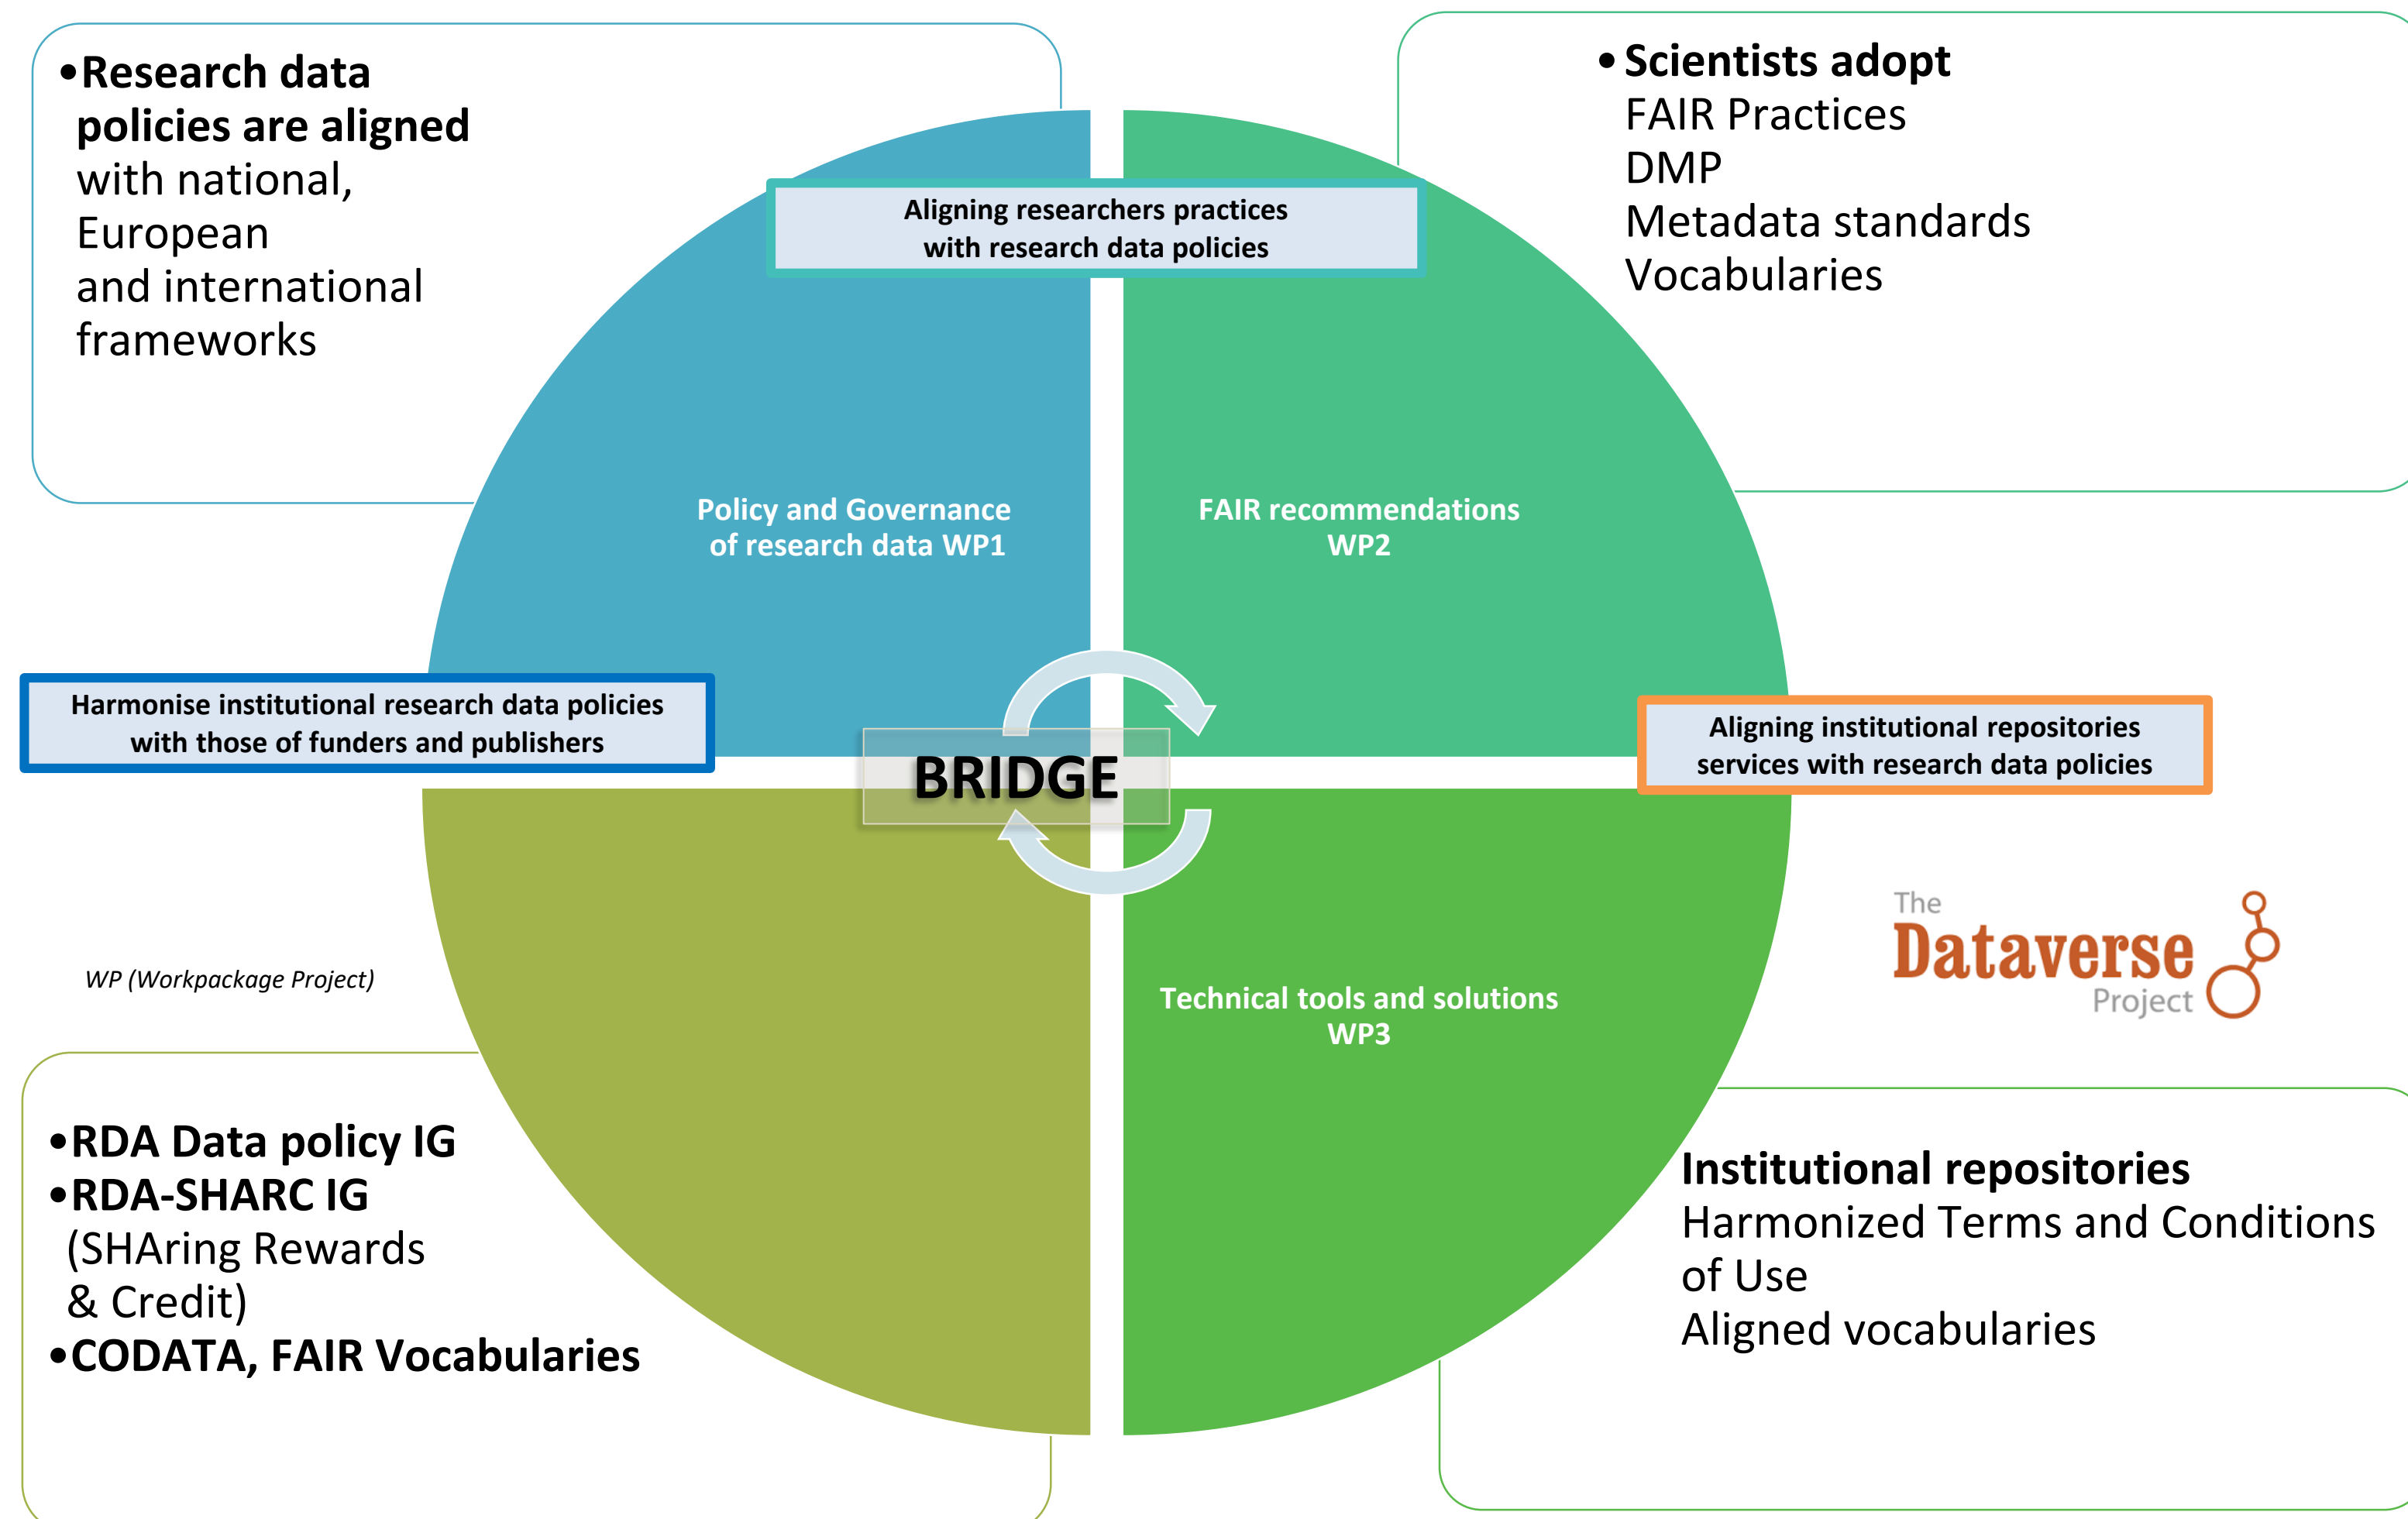 •Research data
policies are aligned
with national,
European
and international
frameworks
• Scientists adopt
FAIR Practices
DMP
Metadata standards
Vocabularies
Aligning researchers practices
with research data policies
Policy and Governance
of research data WP1
FAIR recommendations
WP2
Harmonise institutional research data policies
with those of funders and publishers
BRIDGE
Aligning institutional repositories
services with research data policies
WP (Workpackage Project)
Technical tools and solutions
WP3
The
Dataverse
Project
•RDA Data policy IG
•RDA-SHARC IG
(SHAring Rewards
& Credit)
•CODATA, FAIR Vocabularies
Institutional repositories
Harmonized Terms and Conditions
of Use
Aligned vocabularies